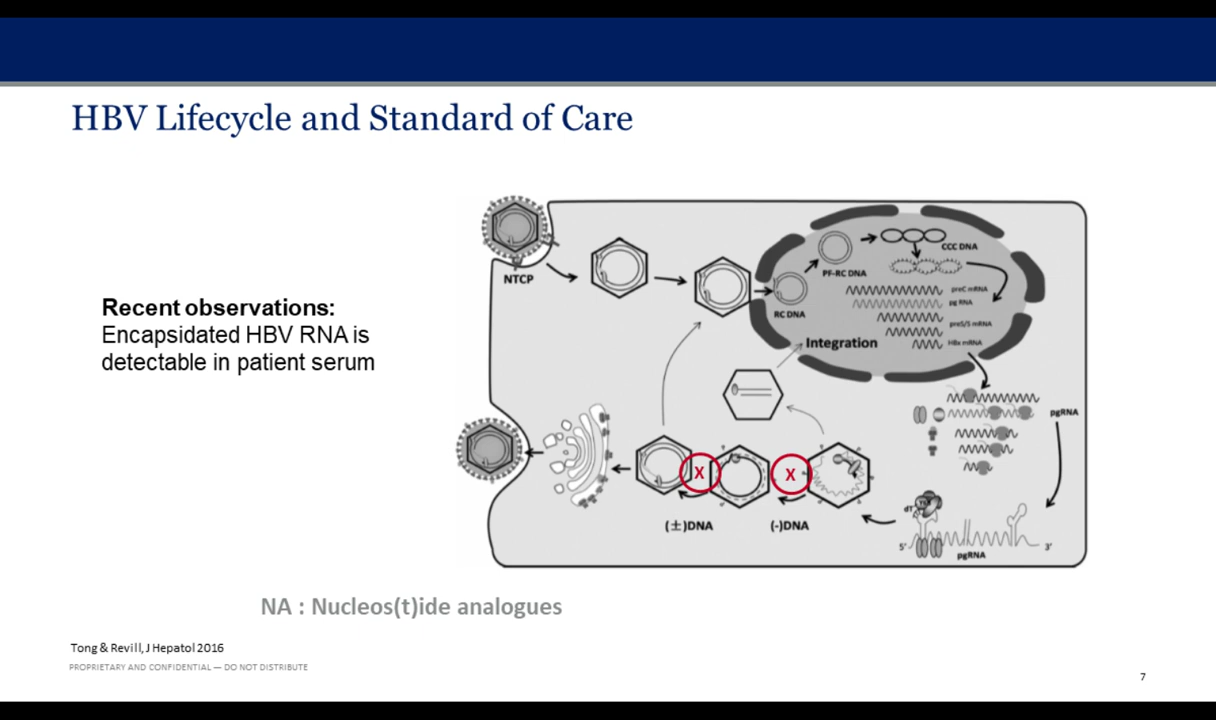 HBV Lifecycle and Standard of Care
Recent observations:
Encapsidated HBV RNA is
detectable in patient serum
NTCP
RC DNA
PF-RC DNA
CCC DNA
preC mRNA
pg RNA
preS/S mRNA
HBx mRNA
Integration
pgRNA
X
X
(±)DNA
(-)DNA
dT
5'
pgRNA
3'
NA : Nucleos(t)ide analogues
Tong & Revill, J Hepatol 2016
PROPRIETARY AND CONFIDENTIAL — DO NOT DISTRIBUTE
7